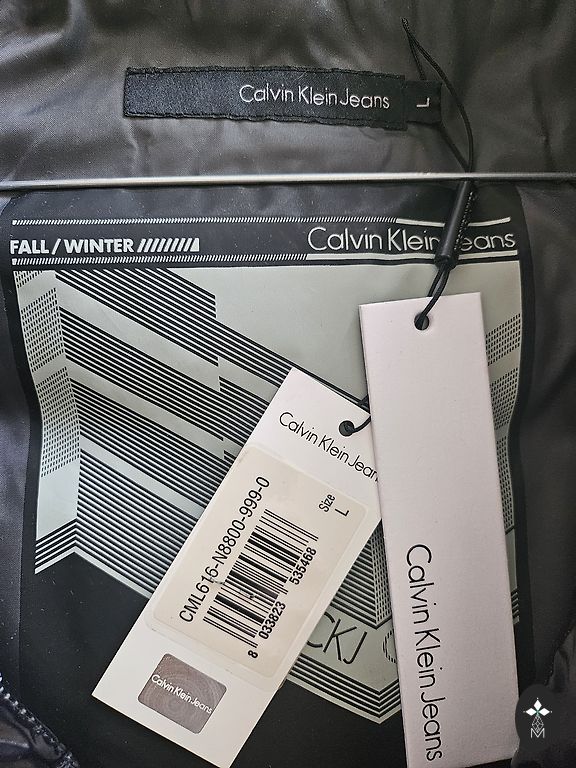 Calvin Klein Jeans
L
FALL / WINTER
Calvin Klein Jeans
Calvin Klein Jeans
Size
L
CML616-N8800-999-0
8 033823 535468
Calvin Klein Jeans
CKJ
Calvin Klein Jeans
M